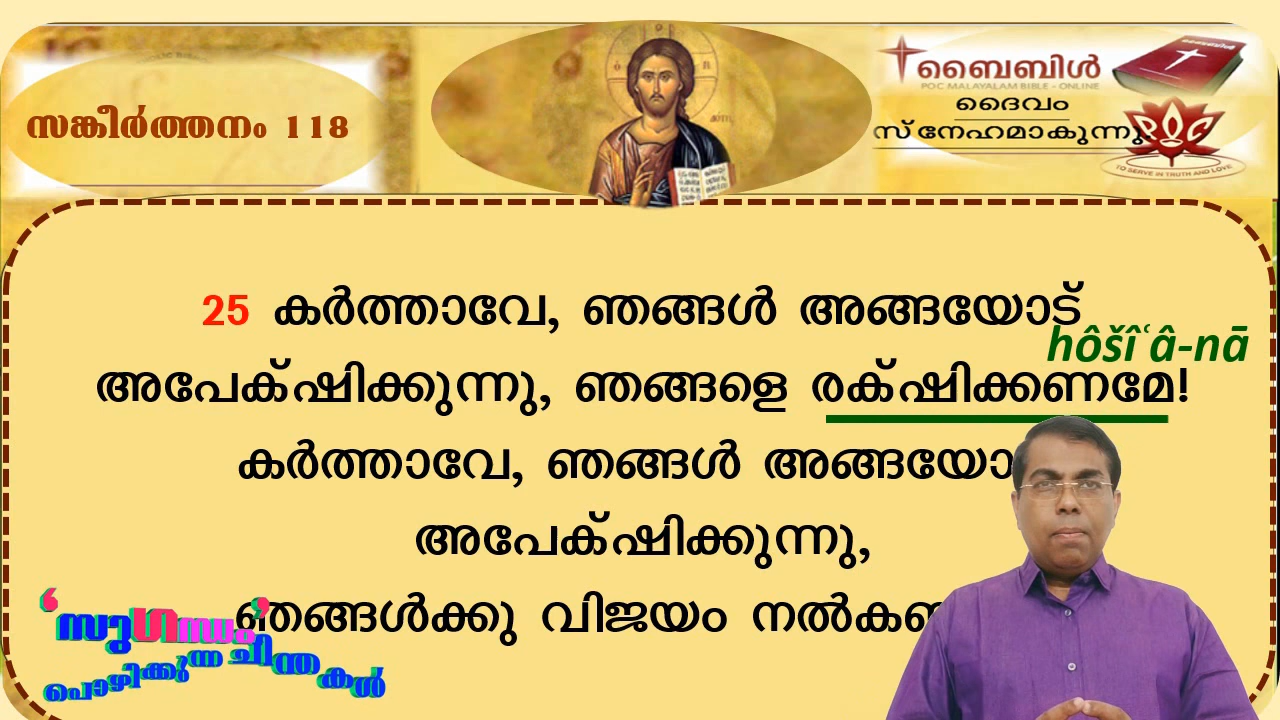 സങ്കീർത്തനം 118
ബൈബിൾ
POC MALAYALAM BIBLE - ONLINE
ദൈവം
സ്നേഹമാകുന്നു
POC
TO SERVE IN TRUTH AND LOVE
25 കർത്താവേ, ഞങ്ങൾ അങ്ങയോട്
hôšîʿâ-nā
അപേക്ഷിക്കുന്നു, ഞങ്ങളെ രക്ഷിക്കണമേ!
കർത്താവേ, ഞങ്ങൾ അങ്ങയോ
അപേക്ഷിക്കുന്നു,
ഞങ്ങൾക്കു വിജയം നൽകണ
‘സുഗന്ധം’
പൊഴിക്കുന്ന ചിന്തകൾ